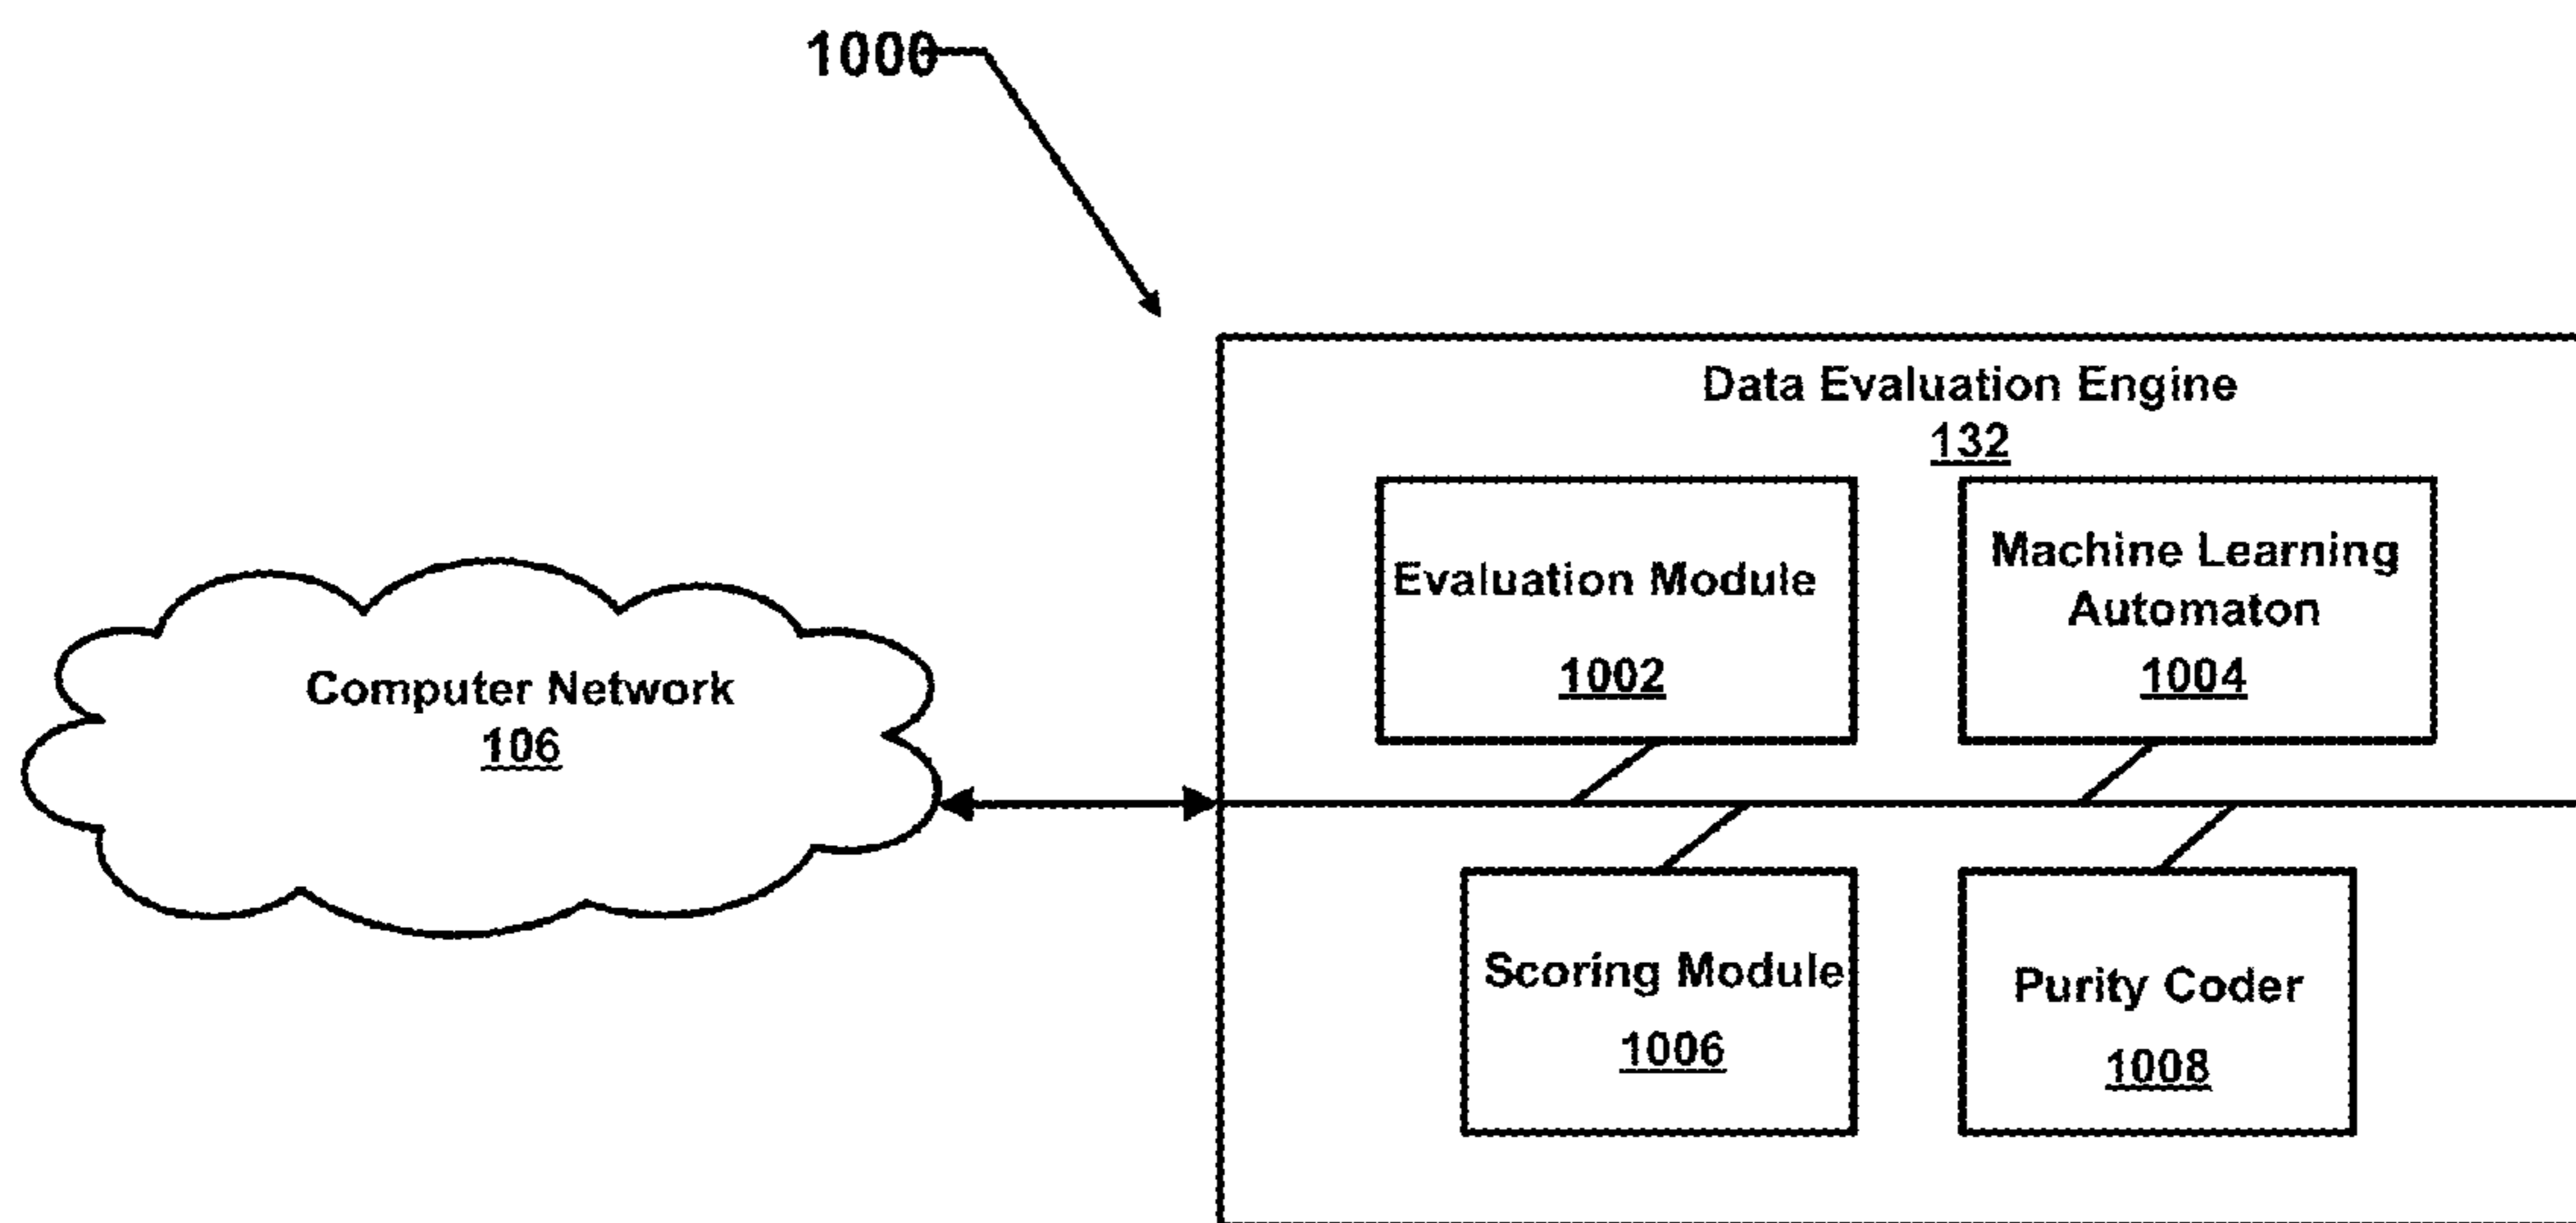 1000
Data Evaluation Engine
132
Evaluation Module
1002
Machine Learning
Automaton
1004
Computer Network
106
Scoring Module
1006
Purity Coder
1008